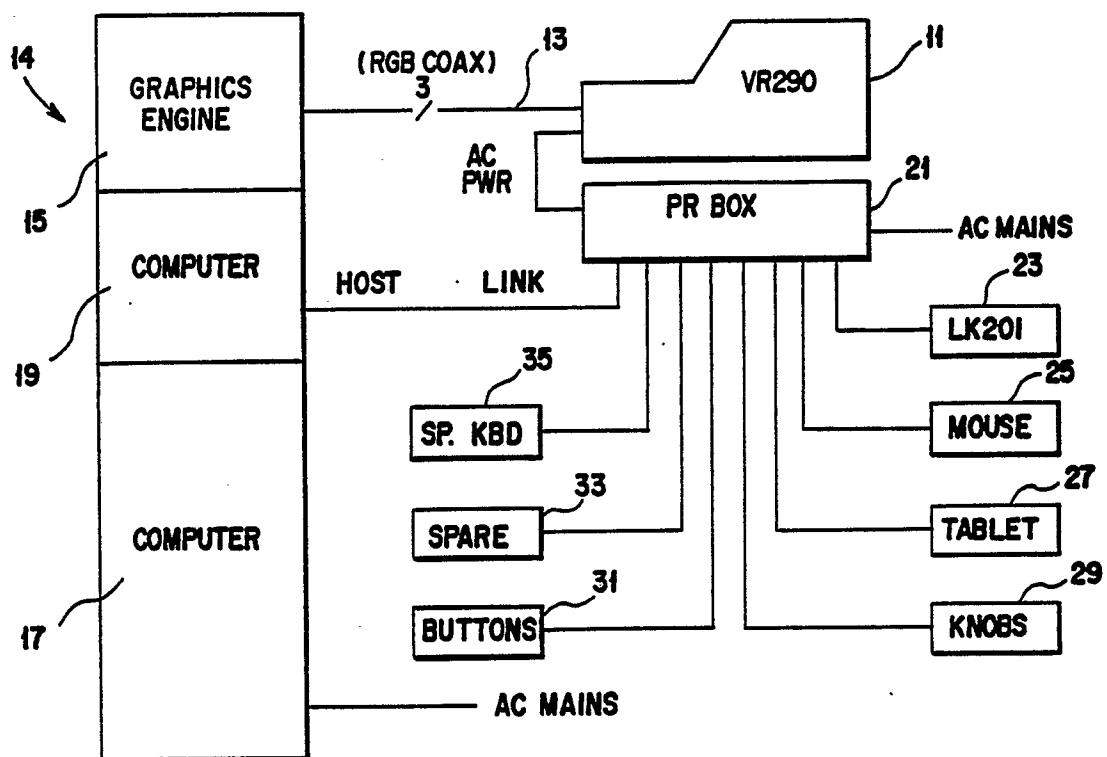 14
GRAPHICS
ENGINE
15
COMPUTER
19
COMPUTER
17
(RGB COAX)
3
13
VR290
11
AC
PWR
PR BOX
21
AC MAINS
HOST LINK
LK201
23
MOUSE
25
TABLET
27
KNOBS
29
SP. KBD
35
SPARE
33
BUTTONS
31
AC MAINS